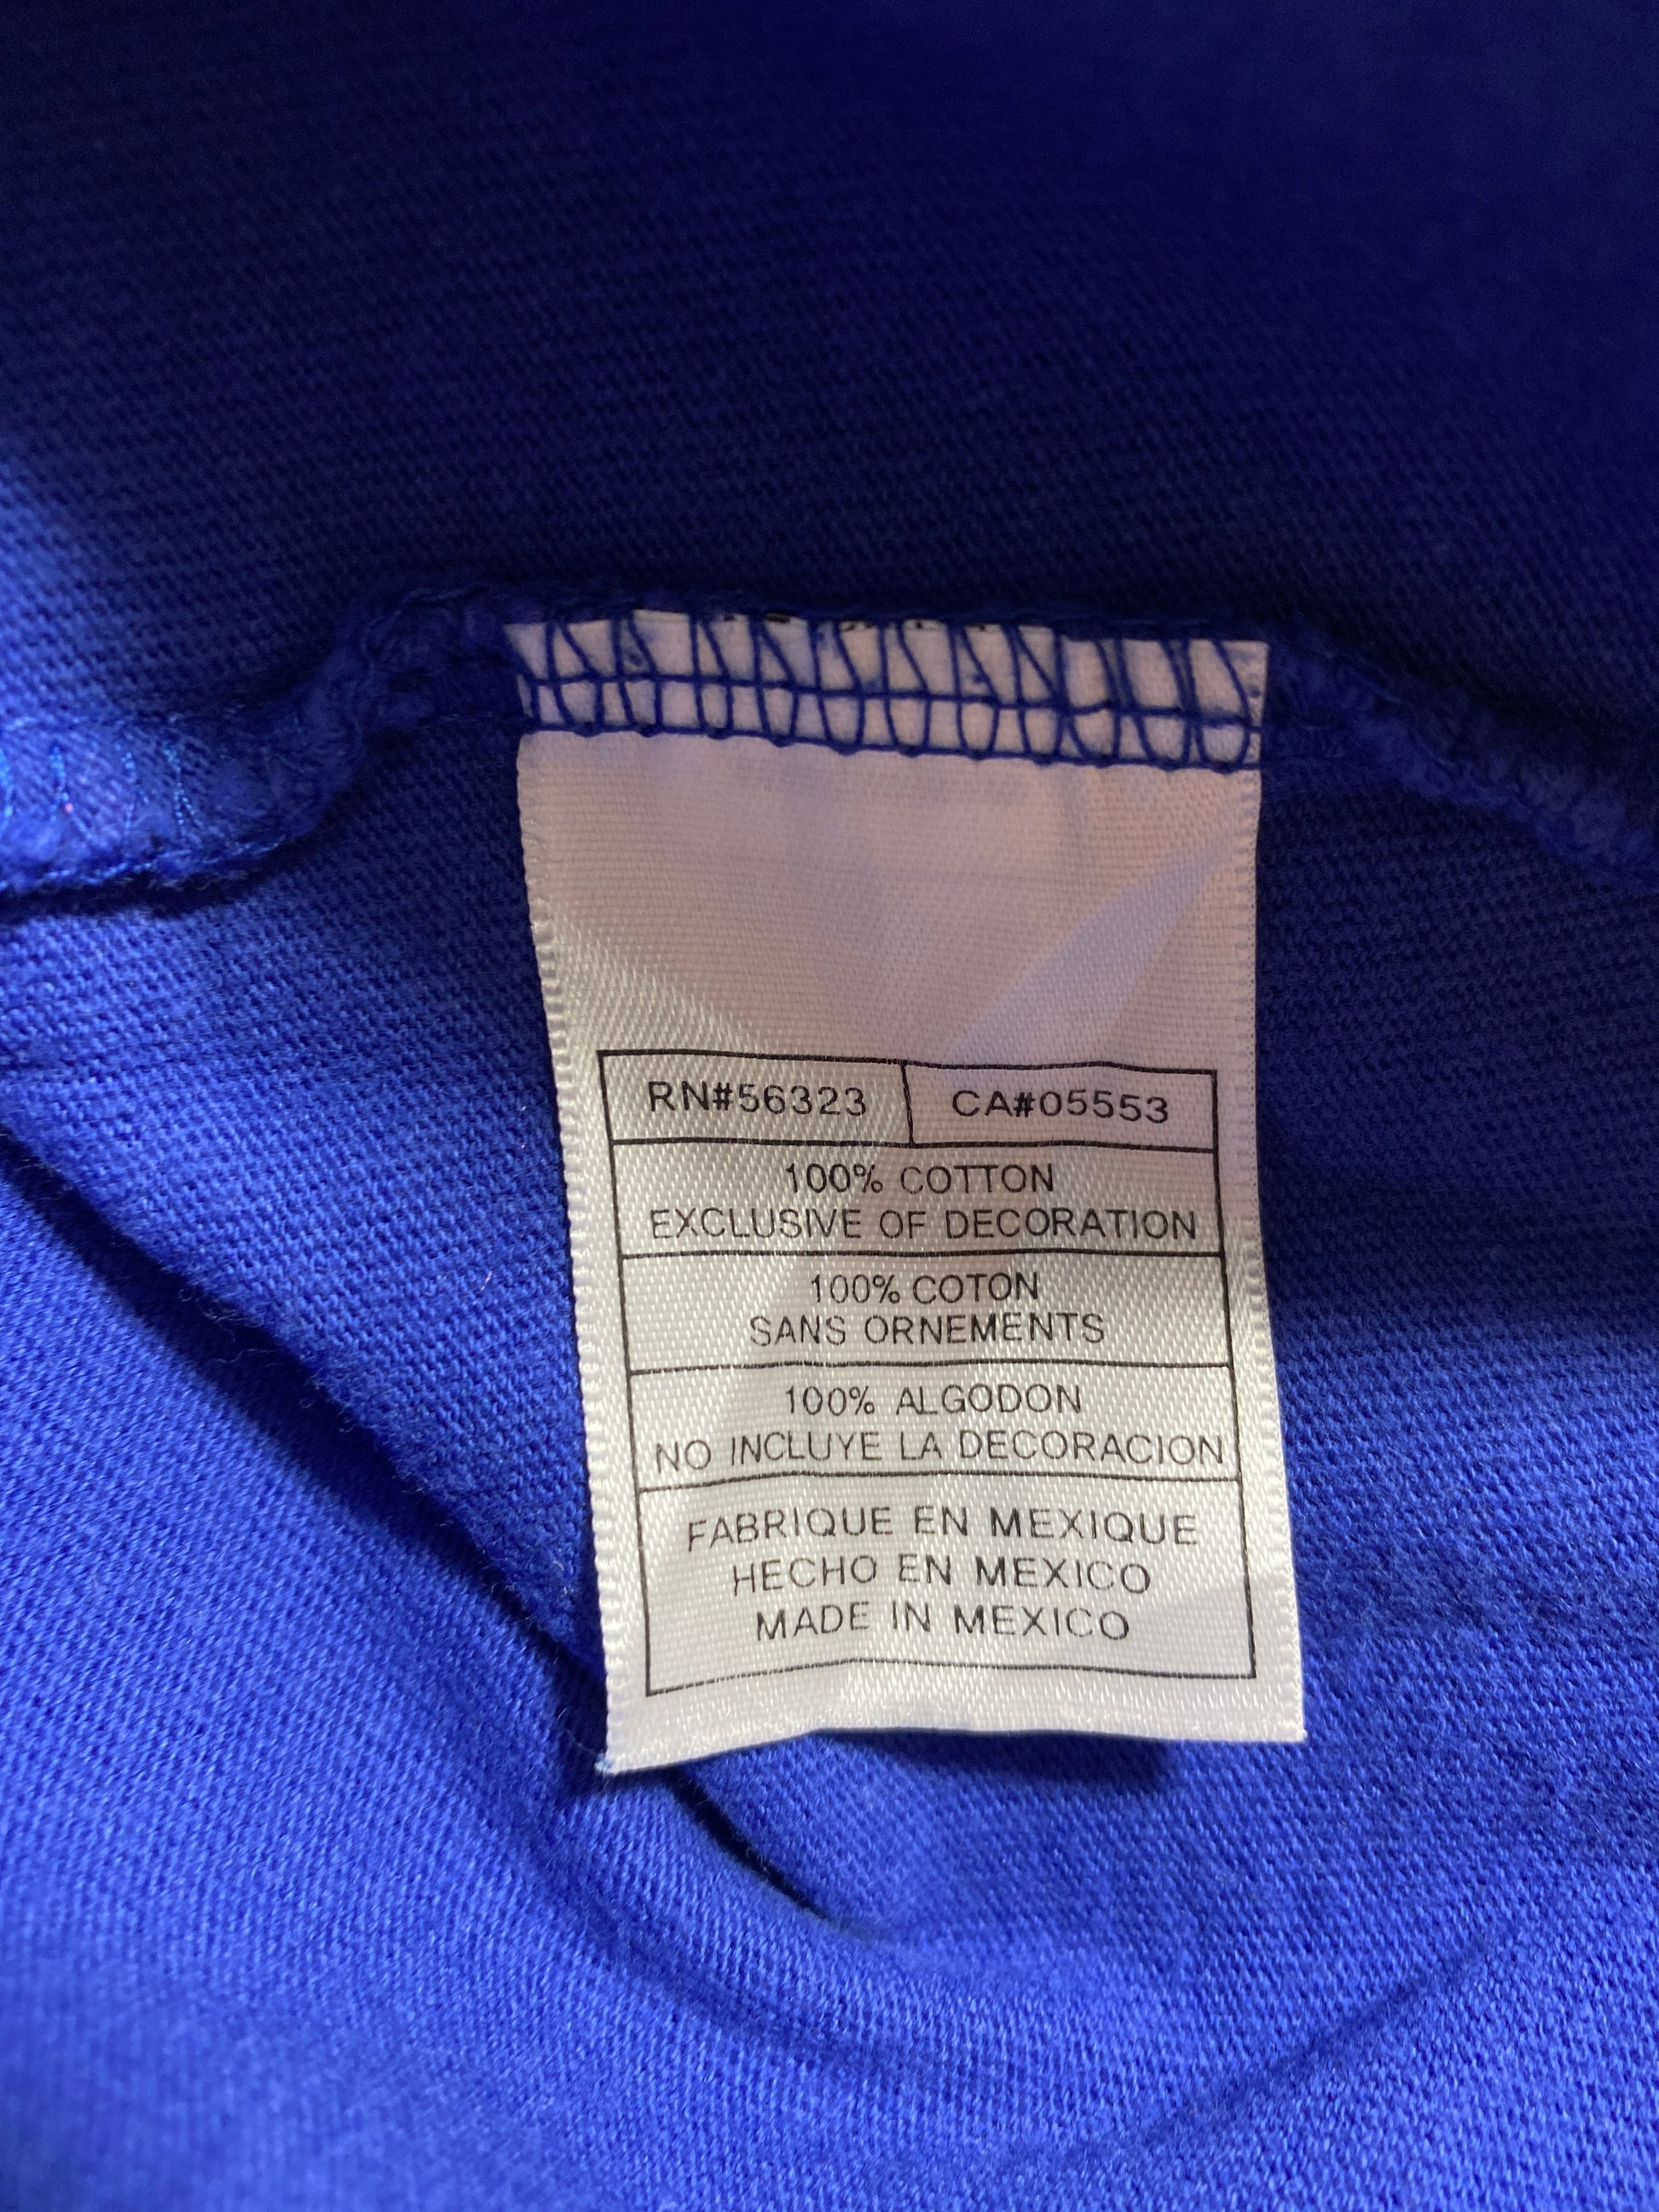 RN#56323 CA#05553
100% COTTON
EXCLUSIVE OF DECORATION
100% COTON
SANS ORNEMENTS
100% ALGODON
NO INCLUYE LA DECORACION
FABRIQUE EN MEXIQUE
HECHO EN MEXICO
MADE IN MEXICO